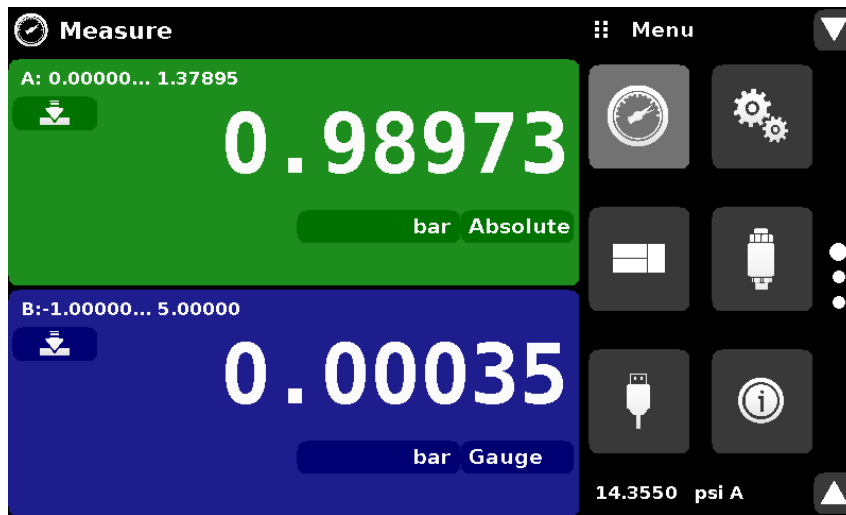 Measure
Menu
A: 0.00000... 1.37895
0.98973
bar Absolute
B:-1.00000... 5.00000
0.00035
bar Gauge
14.3550 psi A